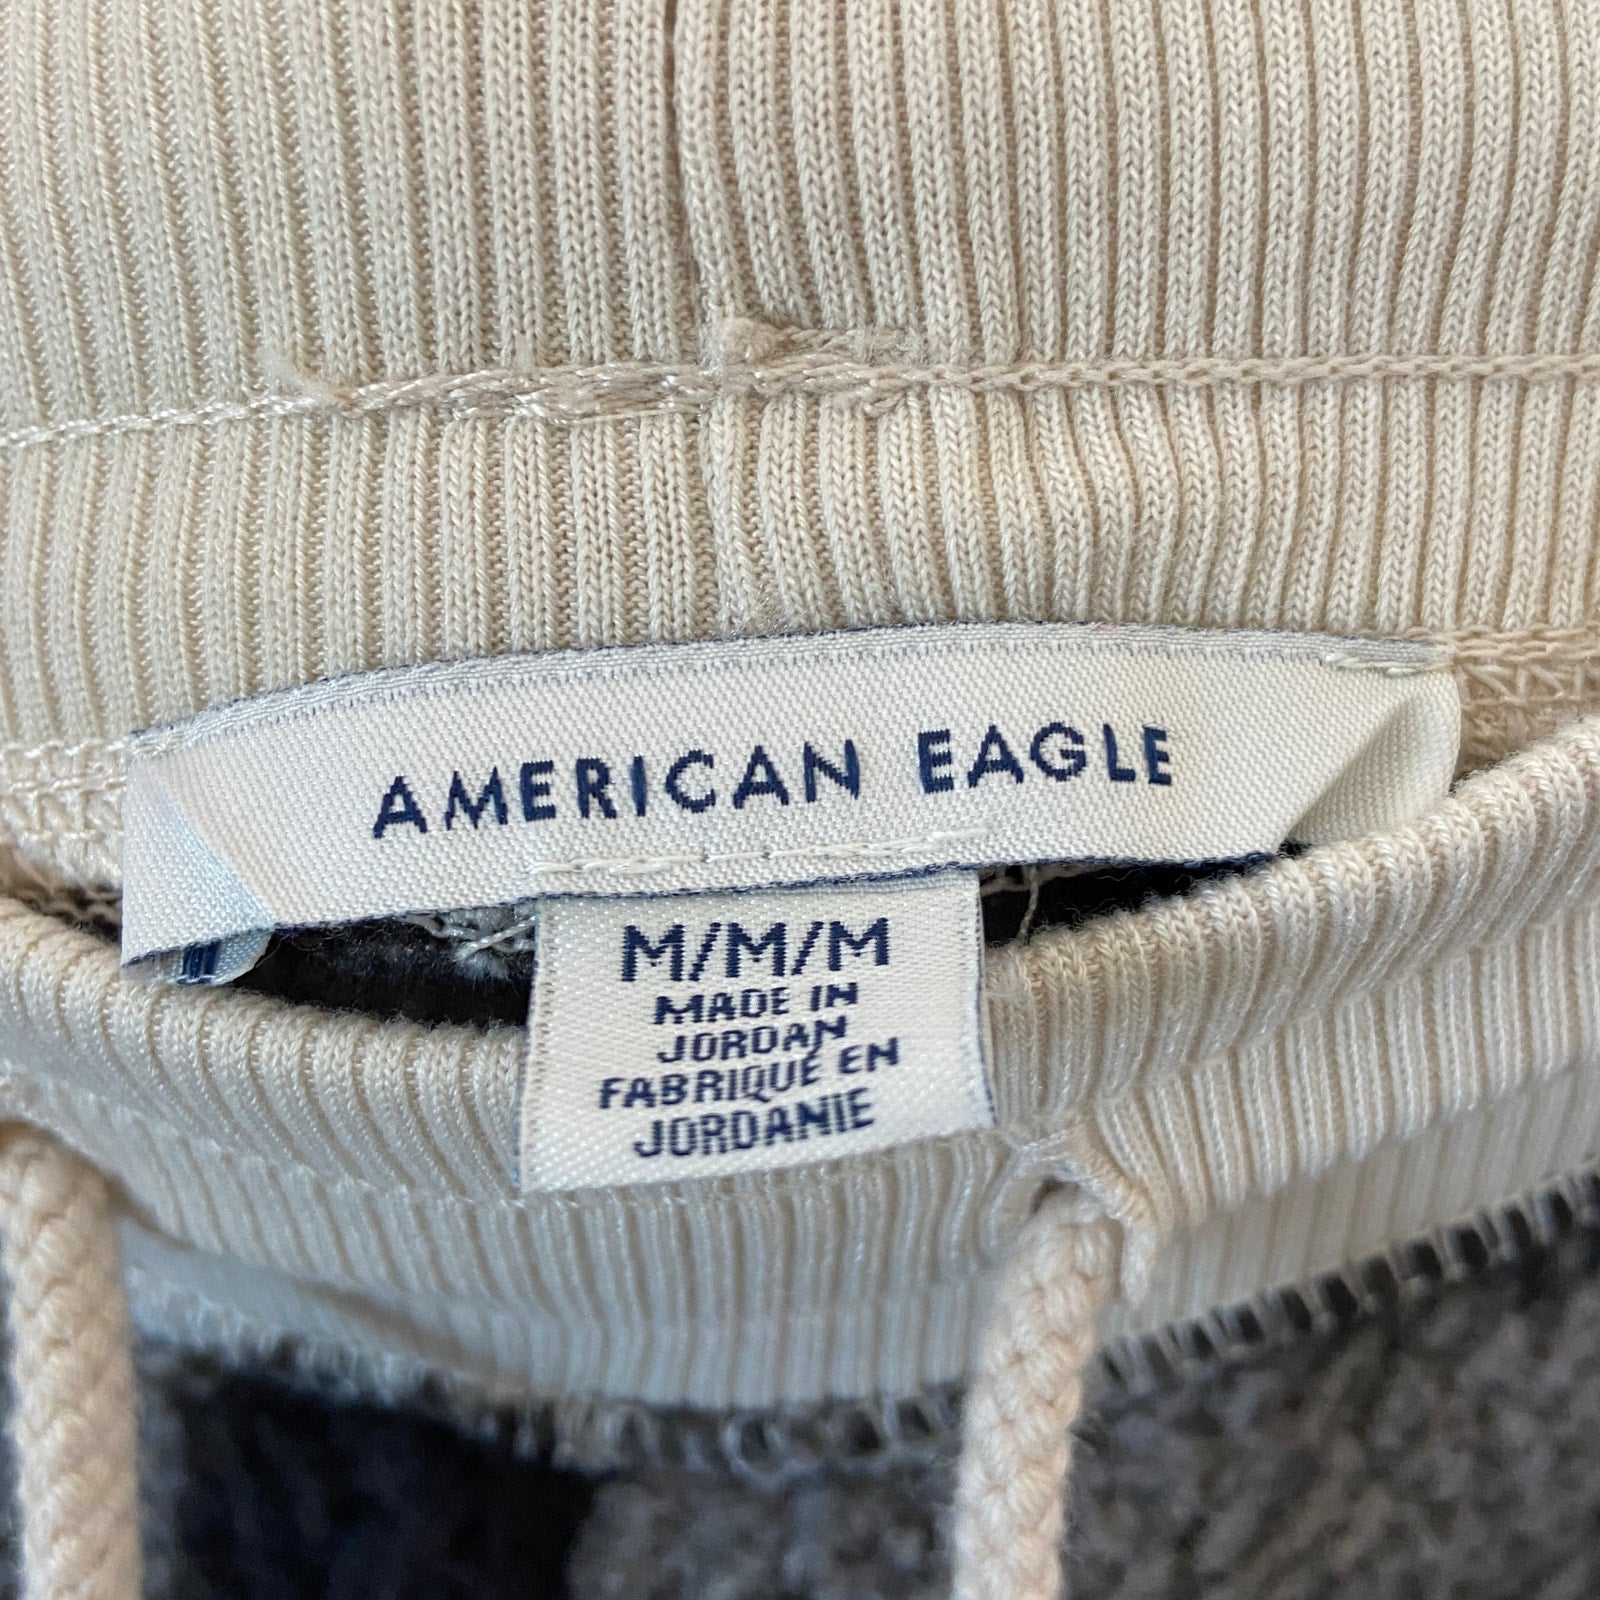 AMERICAN EAGLE
M/M/M
MADE IN
JORDAN
FABRIQUÉ EN
JORDANIE